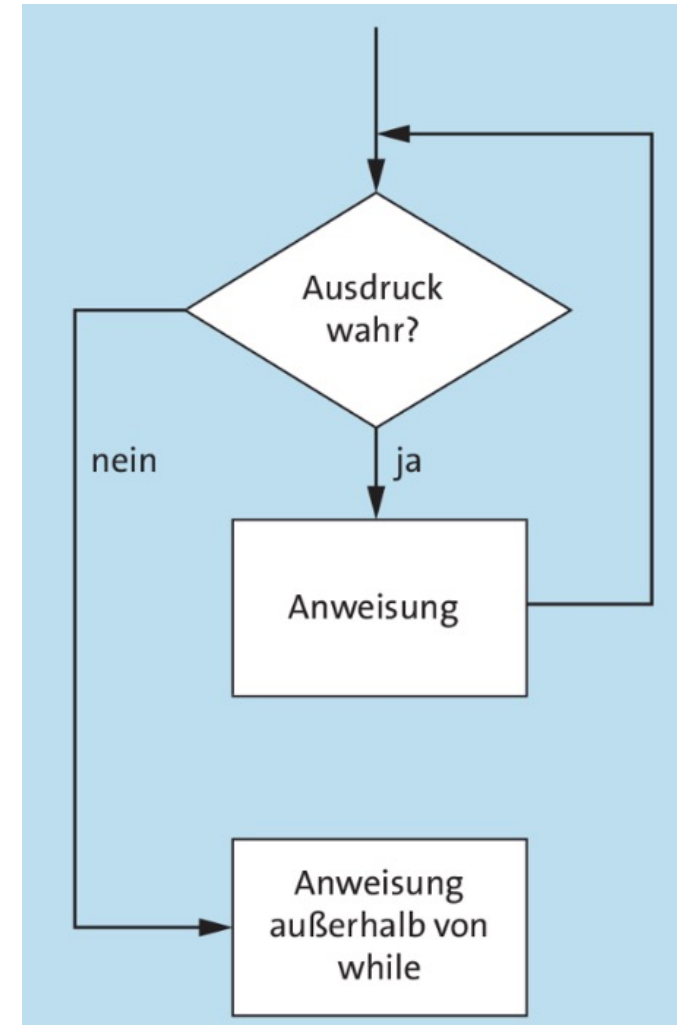 Ausdruck
wahr?
nein
ja
Anweisung
Anweisung
außerhalb von
while